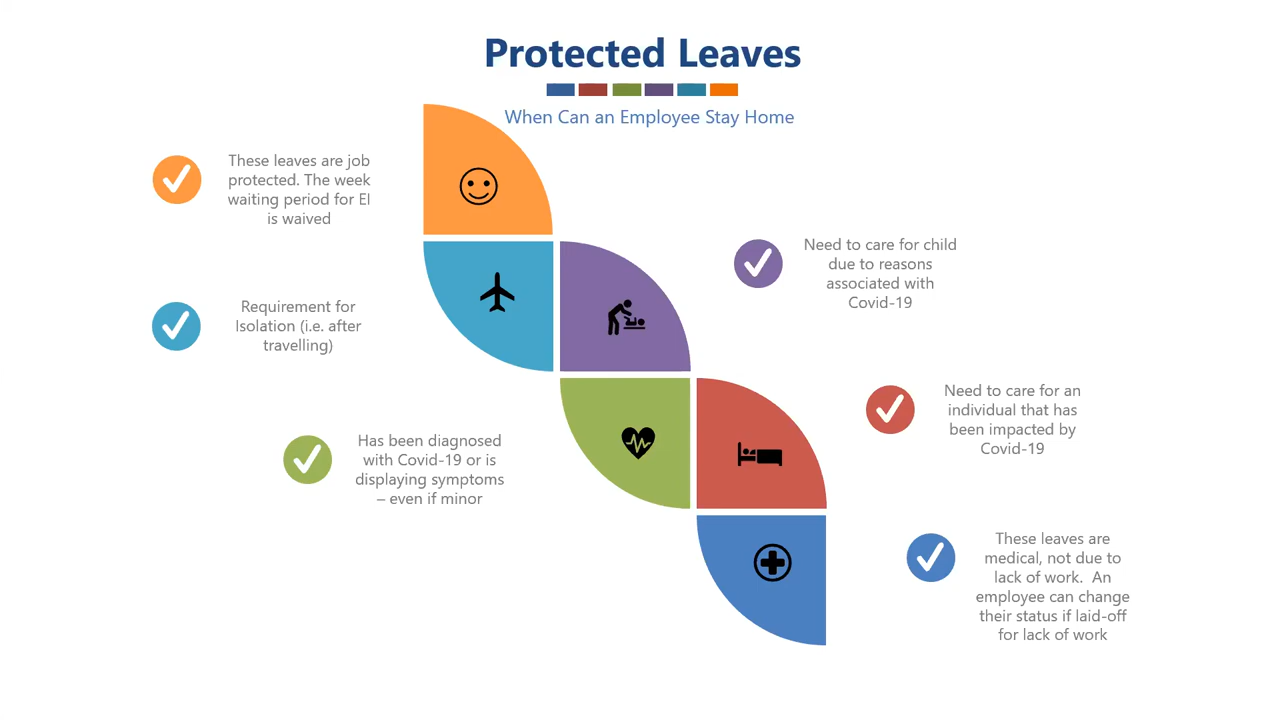 Protected Leaves
When Can an Employee Stay Home
These leaves are job
protected. The week
waiting period for EI
is waived
Need to care for child
due to reasons
associated with
Covid-19
Requirement for
Isolation (i.e. after
travelling)
Need to care for an
individual that has
been impacted by
Covid-19
Has been diagnosed
with Covid-19 or is
displaying symptoms
– even if minor
These leaves are
medical, not due to
lack of work.  An
employee can change
their status if laid-off
for lack of work